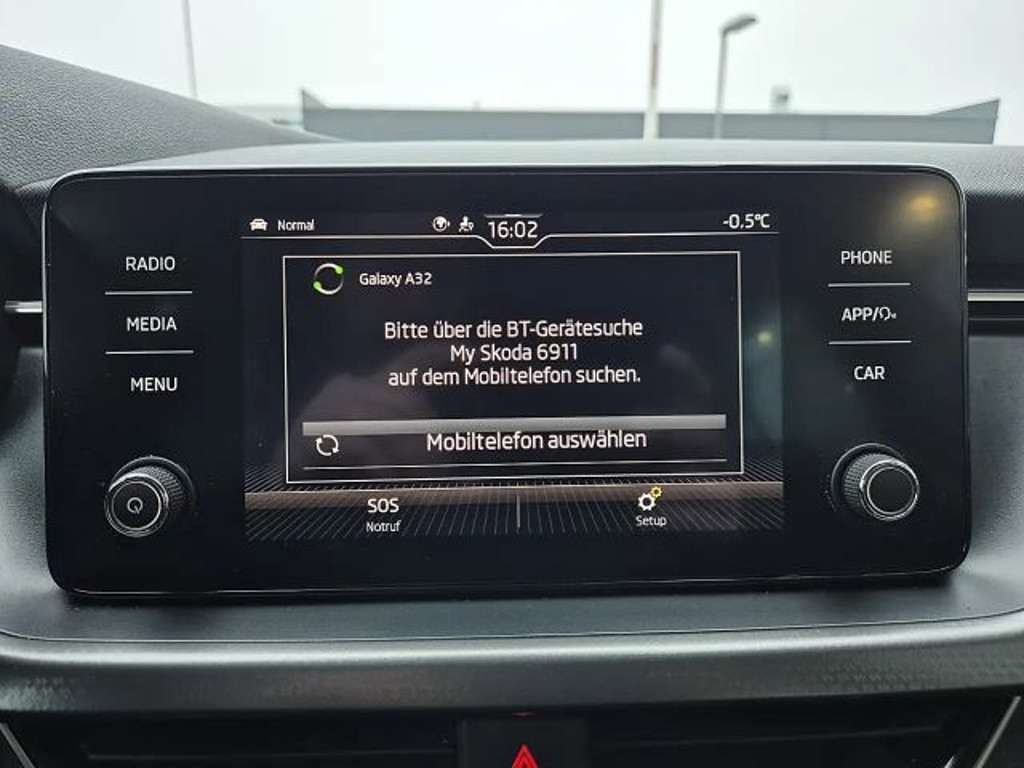 Normal
16:02
-0.5°C
RADIO
MEDIA
MENU
Galaxy A32
Bitte über die BT-Gerätesuche
My Skoda 6911
auf dem Mobiltelefon suchen.
Mobiltelefon auswählen
SOS
Notruf
Setup
PHONE
APP/
CAR